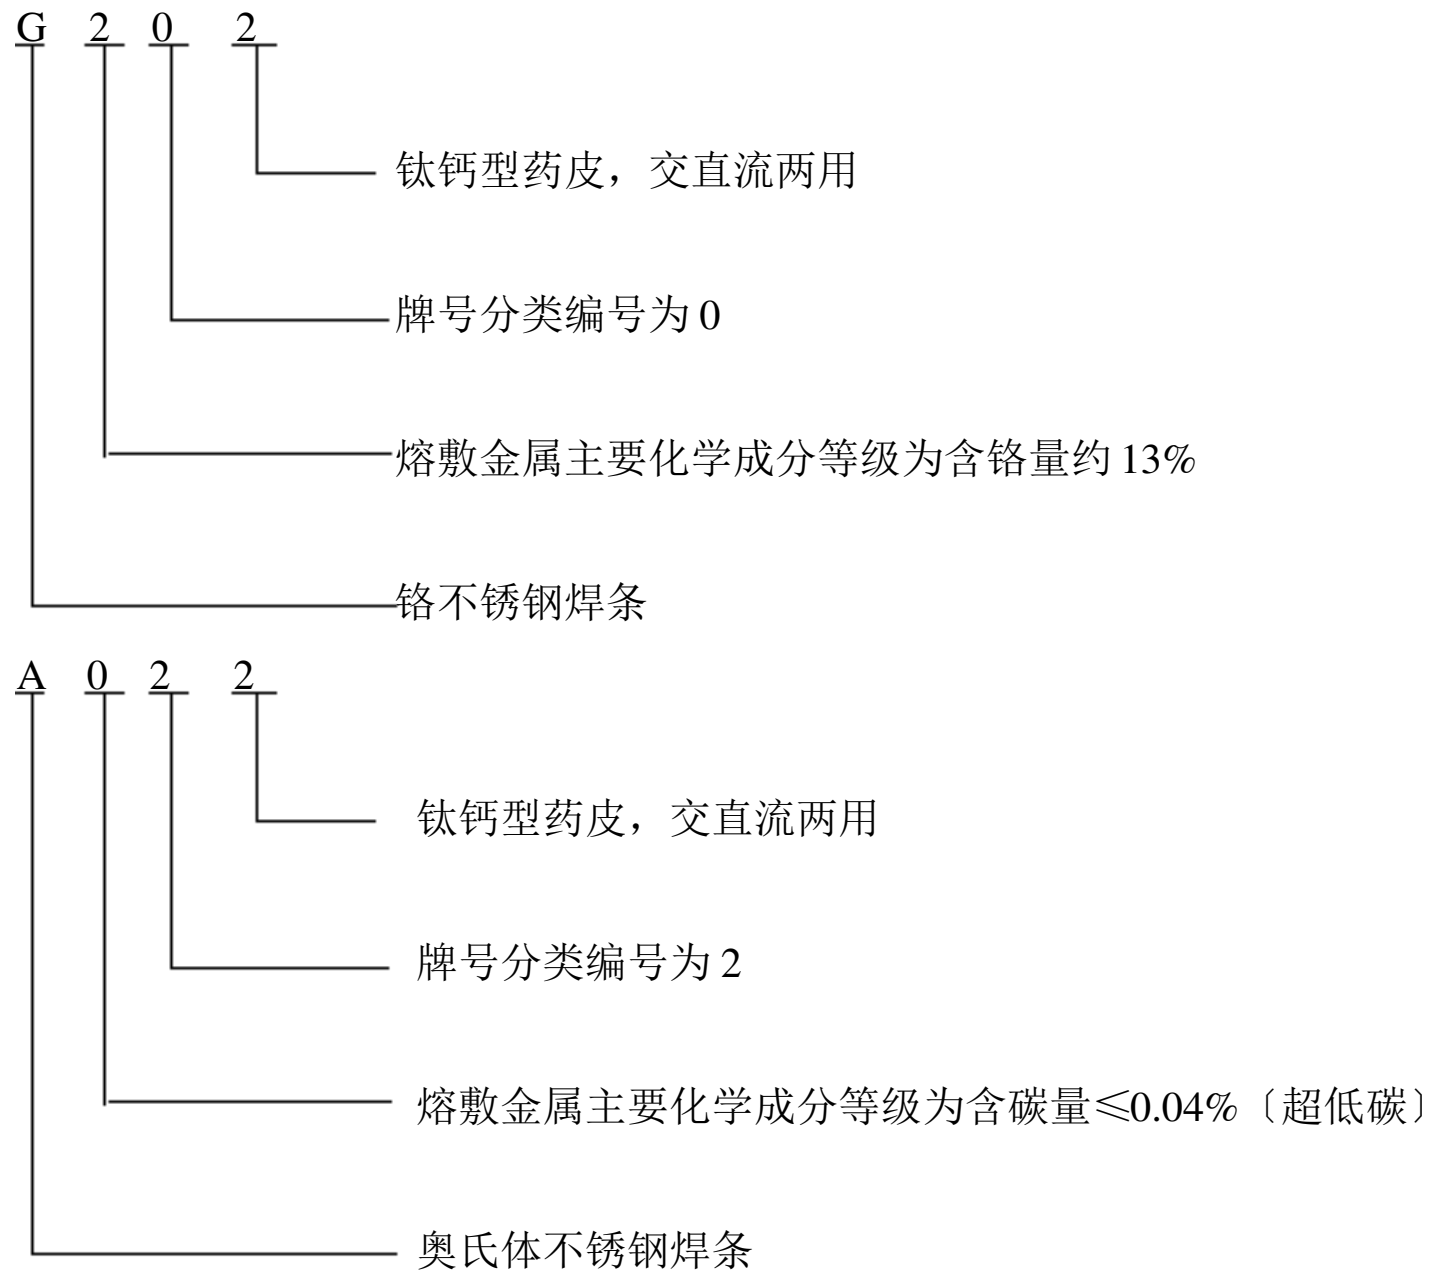 G 2 0 2
钛钙型药皮，交直流两用
牌号分类编号为 0
熔敷金属主要化学成分等级为含铬量约 13%
铬不锈钢焊条
A 0 2 2
钛钙型药皮，交直流两用
牌号分类编号为 2
熔敷金属主要化学成分等级为含碳量≤0.04%〔超低碳〕
奥氏体不锈钢焊条